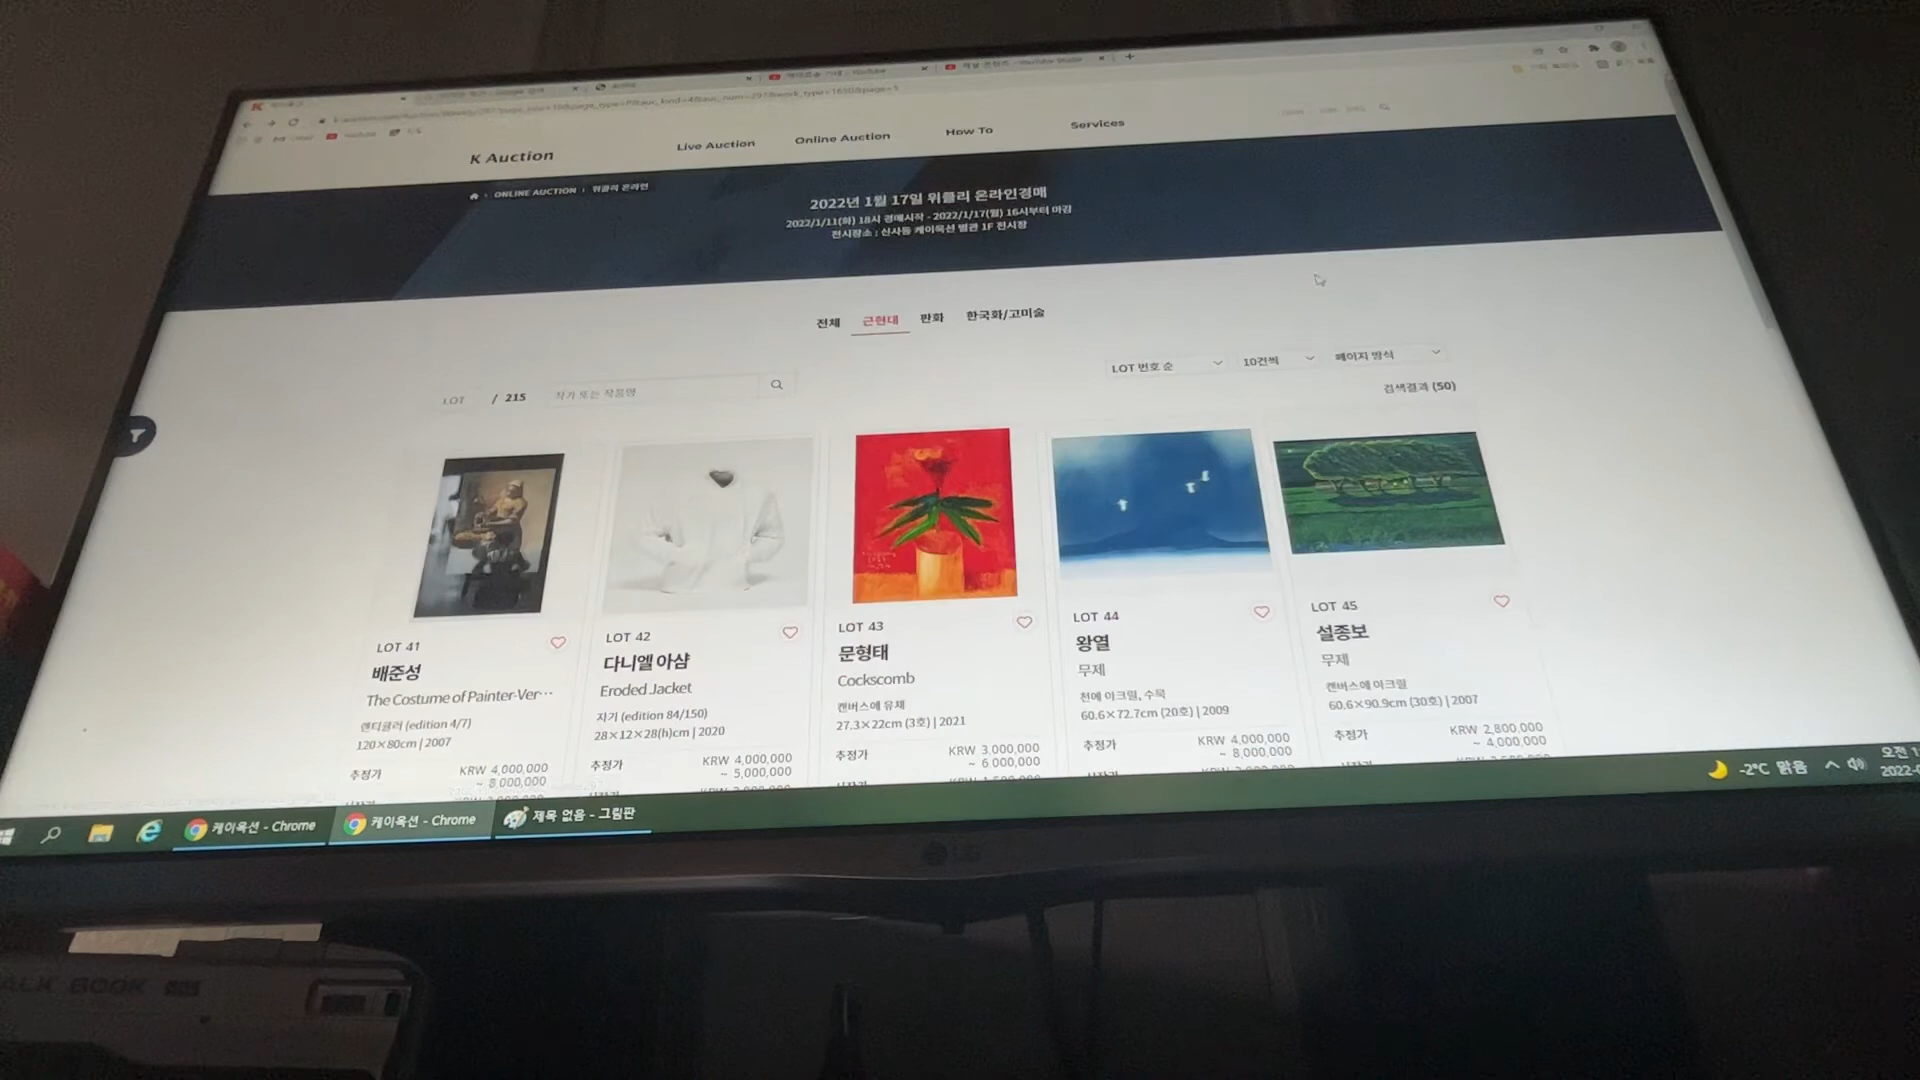 YouTube
K Auction
Live Auction
Online Auction
How To
Services
ONLINE AUCTION › 위클리 온라인
2022년 1월 17일 위클리 온라인경매
2022/1/11(화) 18시 경매시작 - 2022/1/17(월) 16시부터 마감
전시장소 : 신사동 케이옥션 별관 1F 전시장
전체 근현대 판화 한국화/고미술
LOT 번호 순 10건씩 페이지 방식
LOT / 215 작가 또는 작품명
검색결과 (50)
LOT 41
배준성
The Costume of Painter-Ver…
렌티큘러 (edition 4/7)
120×80cm | 2007
추정가 KRW 4,000,000
~ 8,000,000
LOT 42
다니엘 아샴
Eroded Jacket
자기 (edition 84/150)
28×12×28(h)cm | 2020
추정가 KRW 4,000,000
~ 5,000,000
LOT 43
문형태
Cockscomb
캔버스에 유채
27.3×22cm (3호) | 2021
추정가 KRW 3,000,000
~ 6,000,000
LOT 44
왕열
무제
천에 아크릴, 수묵
60.6×72.7cm (20호) | 2009
추정가 KRW 4,000,000
~ 8,000,000
LOT 45
설종보
무제
캔버스에 아크릴
60.6×90.9cm (30호) | 2007
추정가 KRW 2,800,000
~ 4,000,000
케이옥션 - Chrome
케이옥션 - Chrome
제목 없음 - 그림판
-2°C 맑음
오전
LG
BOOK